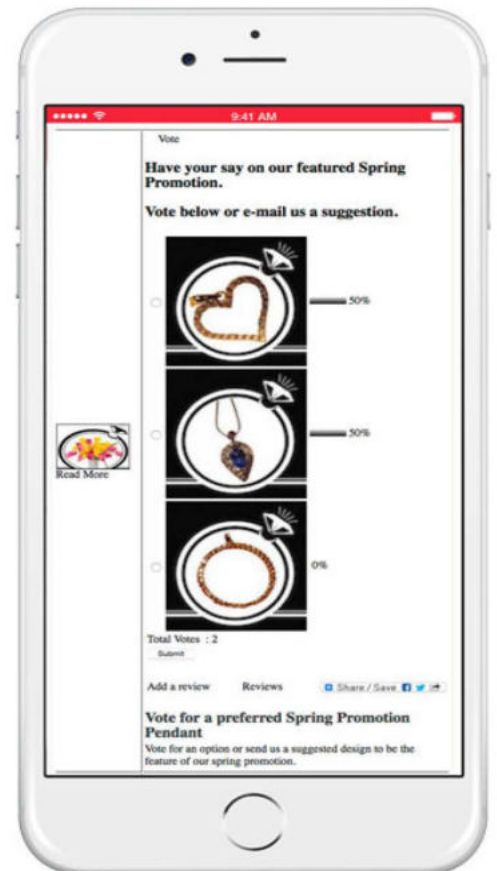 9:41 AM
Vote
Have your say on our featured Spring
Promotion.
Vote below or e-mail us a suggestion.
50%
50%
Read More
0%
Total Votes : 2
Submit
Add a review Reviews Share / Save
Vote for a preferred Spring Promotion
Pendant
Vote for an option or send us a suggested design to be the
feature of our spring promotion.